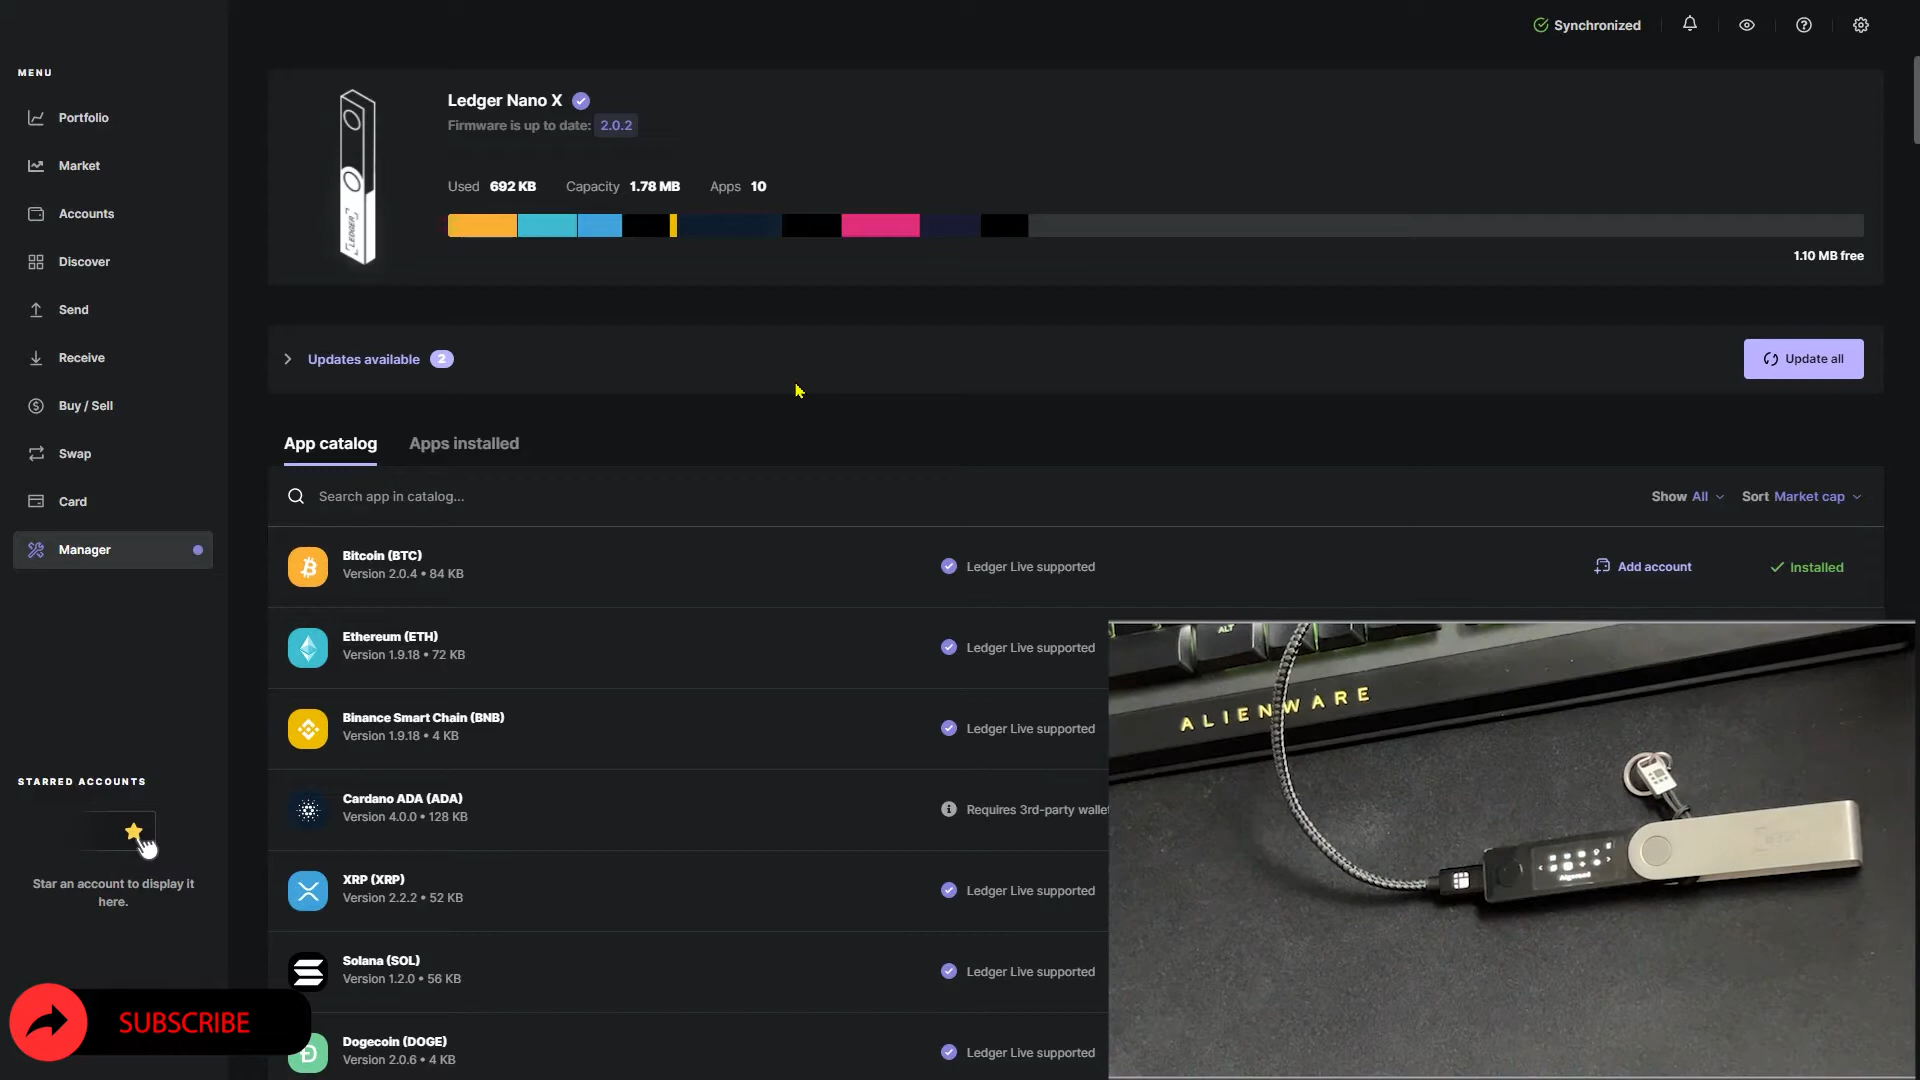 Synchronized
MENU
Portfolio
Market
Accounts
Discover
Send
Receive
Buy / Sell
Swap
Card
Manager
STARRED ACCOUNTS
Star an account to display it
here.
SUBSCRIBE
Ledger Nano X
Firmware is up to date: 2.0.2
Used 692 KB Capacity 1.78 MB Apps 10
1.10 MB free
LEDGER
Updates available 2
Update all
App catalog Apps installed
Search app in catalog...
Show All Sort Market cap
Bitcoin (BTC)
Version 2.0.4 • 84 KB
Ledger Live supported
Add account
Installed
Ethereum (ETH)
Version 1.9.18 • 72 KB
Ledger Live supported
Binance Smart Chain (BNB)
Version 1.9.18 • 4 KB
Ledger Live supported
Cardano ADA (ADA)
Version 4.0.0 • 128 KB
Requires 3rd-party wallet
XRP (XRP)
Version 2.2.2 • 52 KB
Ledger Live supported
Solana (SOL)
Version 1.2.0 • 56 KB
Ledger Live supported
Dogecoin (DOGE)
Version 2.0.6 • 4 KB
Ledger Live supported
ALT
ALIENWARE
Algorand